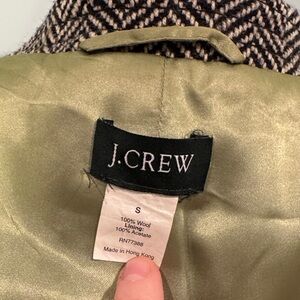 J.CREW
S
100% Wool
Lining:
100% Acetate
RN77388
Made in Hong Kong